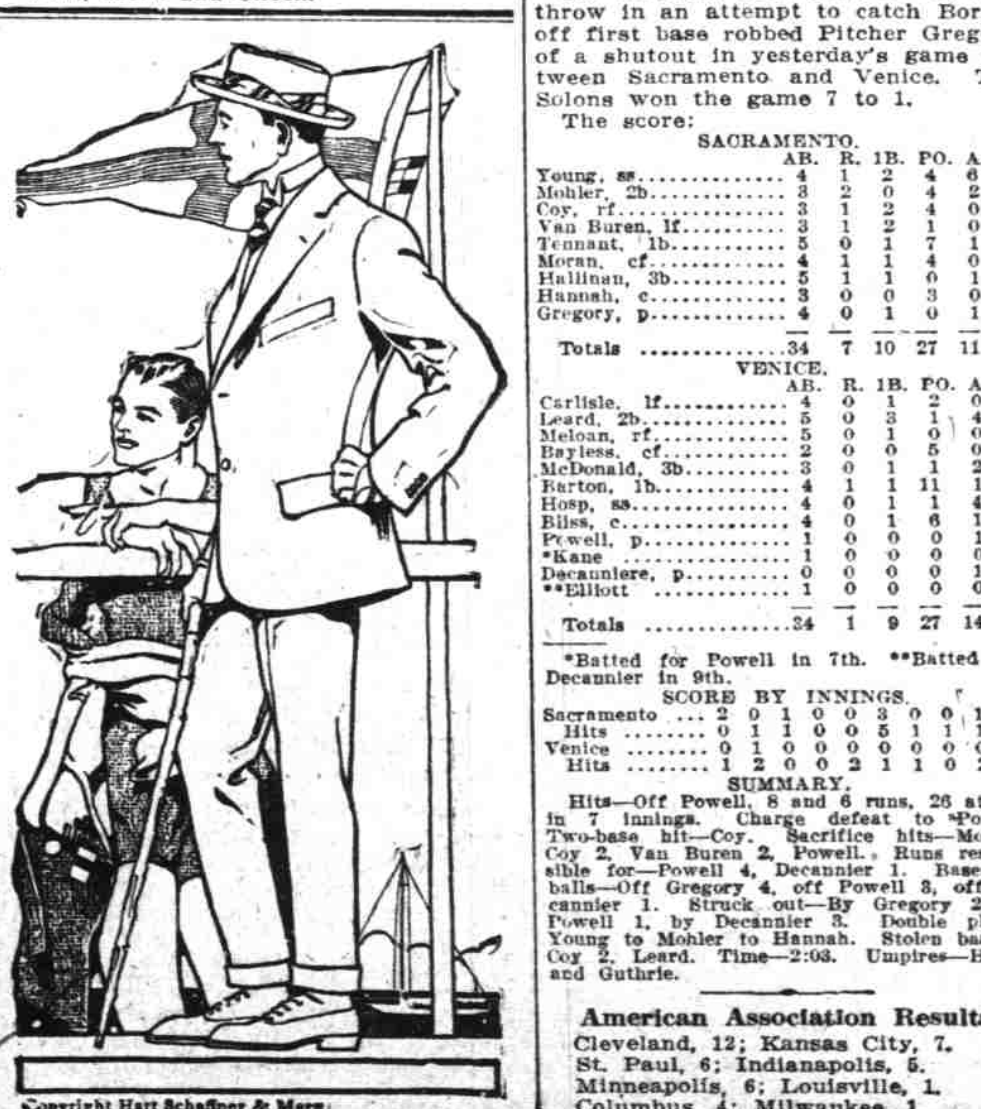 throw in an attempt to catch Bor
off first base robbed Pitcher Greg
of a shutout in yesterday's game
tween Sacramento and Venice.
Solons won the game 7 to 1.
The score:
SACRAMENTO.
AB. R. 1B. PO. A
Young, ss............... 4 1 2 4 6
Mohler, 2b.............. 3 2 0 4 2
Coy, rf................. 3 1 2 4 0
Van Buren, lf........... 3 1 2 1 0
Tennant, 1b............. 5 0 1 7 1
Moran, cf............... 4 1 1 4 0
Hallinan, 3b............ 5 1 1 0 1
Hannah, c............... 3 0 0 3 0
Gregory, p.............. 4 0 1 0 1
Totals ...............34 7 10 27 11
VENICE.
AB. R. 1B. PO. A
Carlisle, lf............. 4 0 1 2 0
Leard, 2b............... 5 0 3 1 4
Meloan, rf.............. 5 0 1 0 0
Bayless, cf............. 2 0 0 5 0
McDonald, 3b............ 3 0 1 1 2
Barton, 1b.............. 4 1 1 11 1
Hosp, ss................ 4 0 1 1 4
Bliss, c................ 4 0 1 6 1
Powell, p............... 1 0 0 0 1
*Kane .................. 1 0 0 0 0
Decanniere, p........... 0 0 0 0 1
**Elliott .............. 1 0 0 0 0
Totals ...............34 1 9 27 14
*Batted for Powell in 7th. **Batted
Decannier in 9th.
SCORE BY INNINGS.
Sacramento ... 2 0 1 0 0 3 0 0 1
Hits ........ 0 1 1 0 0 5 1 1 1
Venice ........ 0 1 0 0 0 0 0 0 0
Hits ........ 1 2 0 0 2 1 1 0 2
SUMMARY.
Hits—Off Powell, 8 and 6 runs, 26 at
in 7 innings. Charge defeat to Po
Two-base hit—Coy. Sacrifice hits—Mo
Coy 2, Van Buren 2, Powell. Runs res
sible for—Powell 4, Decannier 1. Base
balls—Off Gregory 4, off Powell 3, off
cannier 1. Struck out—By Gregory 2
Powell 1, by Decannier 3. Double pl
Young to Mohler to Hannah. Stolen ba
Coy 2, Leard. Time—2:03. Umpires—H
and Guthrie.
American Association Result
Cleveland, 12; Kansas City, 7.
St. Paul, 6; Indianapolis, 5.
Minneapolis, 6; Louisville, 1.
Columbus, 4; Milwaukee, 1
Copyright Hart Schaffner & Marx